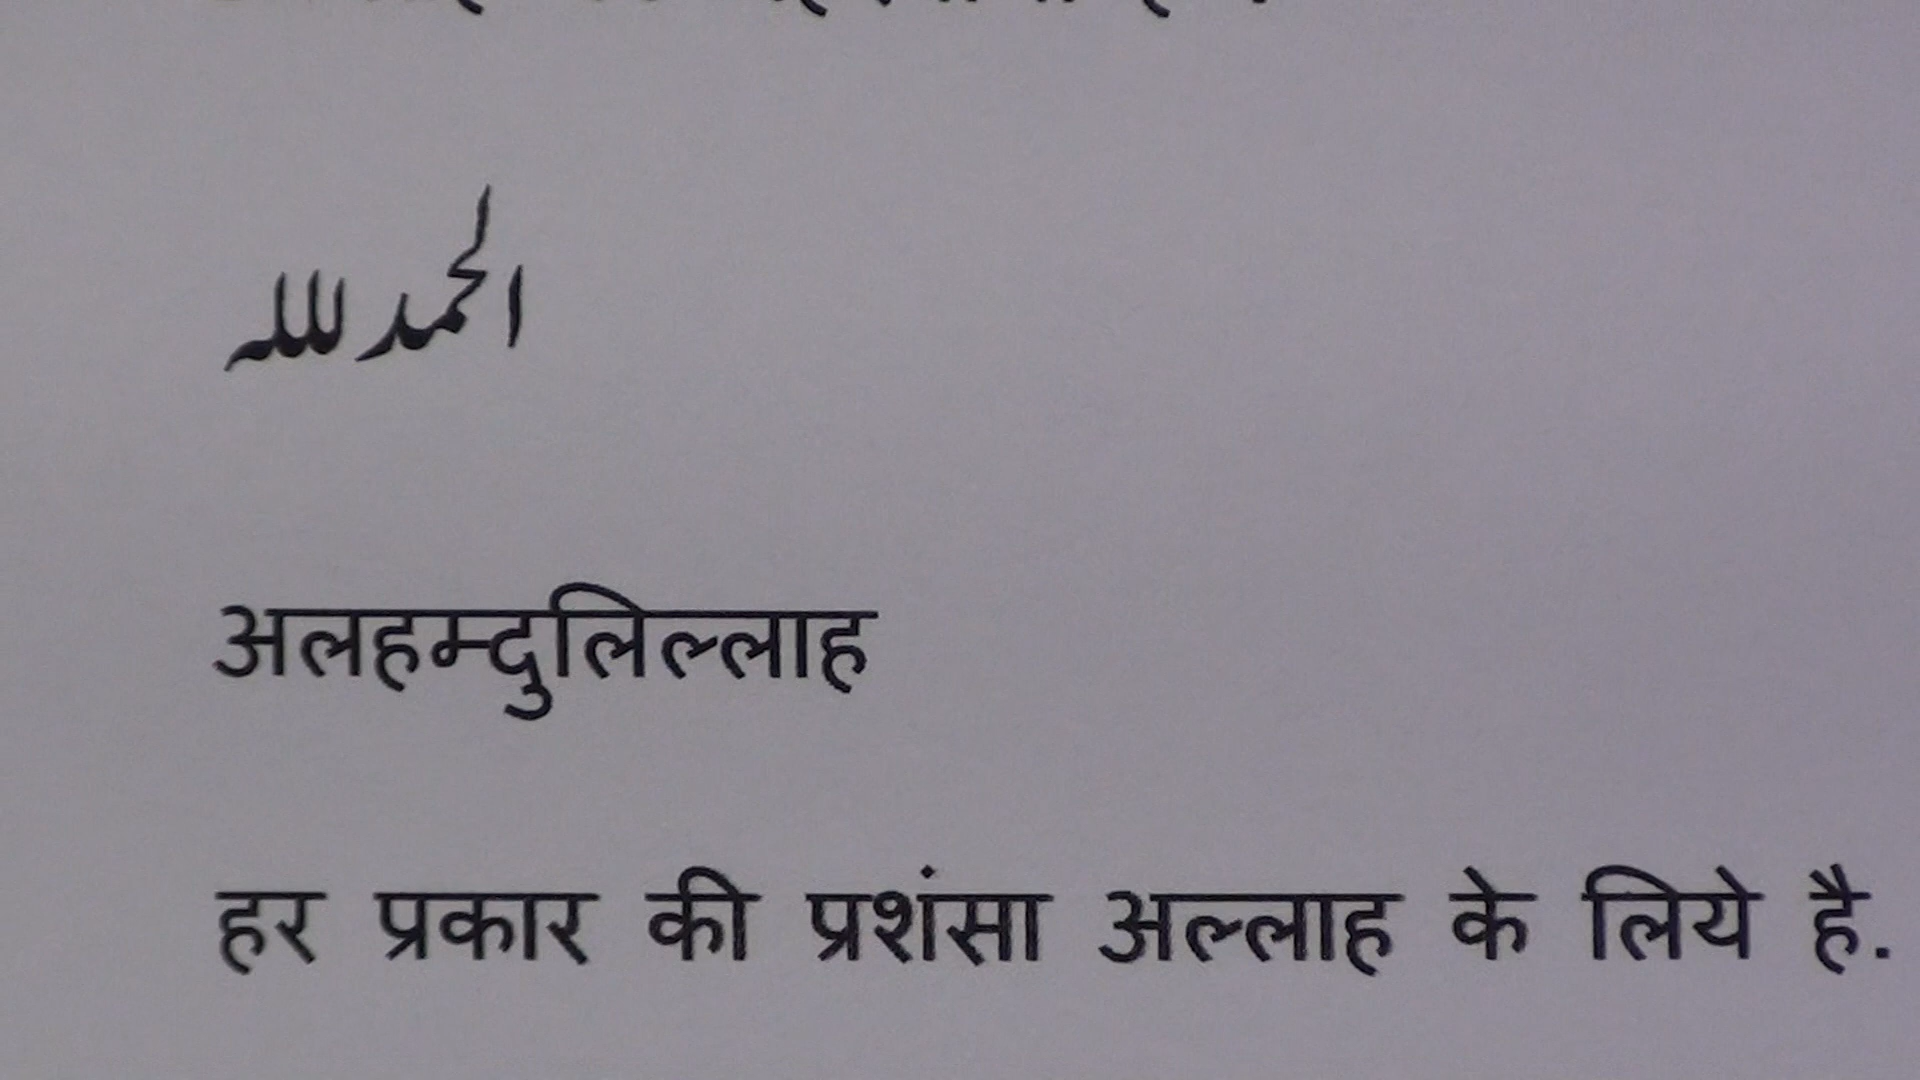 الحمد لله
अलहम्दुलिल्लाह
हर प्रकार की प्रशंसा अल्लाह के लिये है.